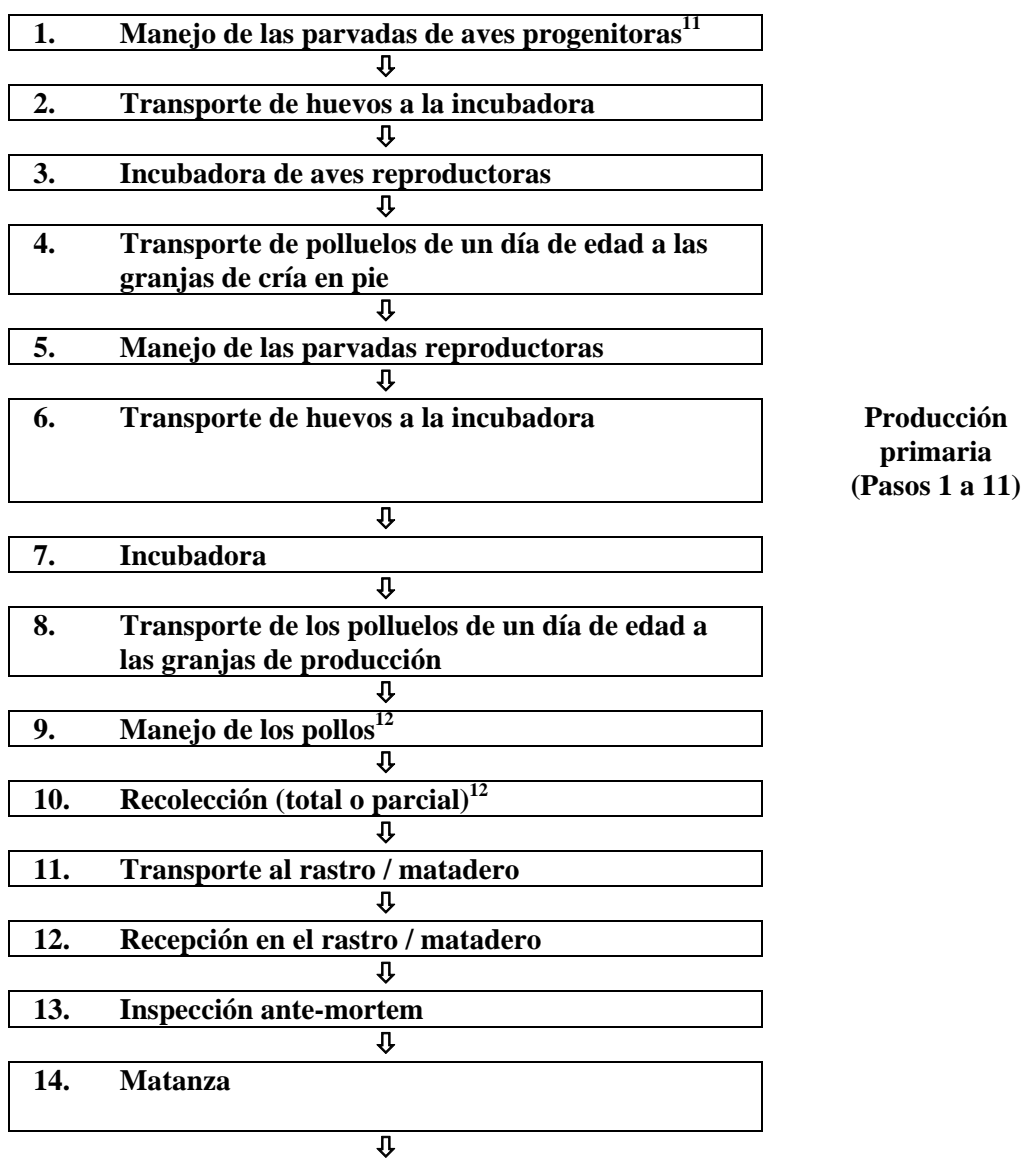 1. Manejo de las parvadas de aves progenitoras11
2. Transporte de huevos a la incubadora
3. Incubadora de aves reproductoras
4. Transporte de polluelos de un día de edad a las
granjas de cría en pie
5. Manejo de las parvadas reproductoras
6. Transporte de huevos a la incubadora
Producción
primaria
(Pasos 1 a 11)
7. Incubadora
8. Transporte de los polluelos de un día de edad a
las granjas de producción
9. Manejo de los pollos12
10. Recolección (total o parcial)12
11. Transporte al rastro / matadero
12. Recepción en el rastro / matadero
13. Inspección ante-mortem
14. Matanza